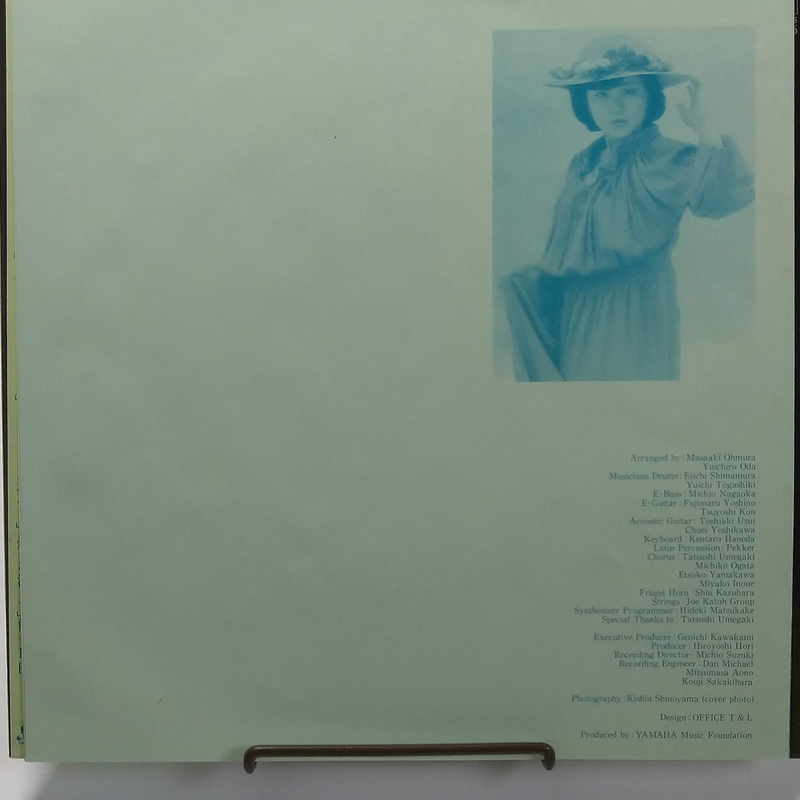 Arranged by : Masaaki Ohmura
Yuichiro Oda
Musicians Drums : Eiichi Shimamura
Yuichi Togashiki
E-Bass : Michio Nagaoka
E-Guitar : Fujimaru Yoshino
Tsuyoshi Kon
Acoustic Guitar : Toshiaki Usui
Chuei Yoshikawa
Keyboard : Kentaro Haneda
Latin Percussion : Pekker
Chorus : Tatsushi Umegaki
Michiko Ogata
Etsuko Yamakawa
Miyako Inoue
Frügel Horn : Shin Kazuhara
Strings : Joe Katoh Group
Synthesizer Programmer : Hideki Matsukake
Special Thanks to : Tatsushi Umegaki
Executive Producer : Genichi Kawakami
Producer : Hiroyoshi Hori
Recording Director : Michio Suzuki
Recording Engineer : Dan Michael
Mitsumasa Aono
Kouji Sakakibara
Photography : Kishin Shinoyama (cover photo)
Design : OFFICE T & L
Produced by : YAMAHA Music Foundation